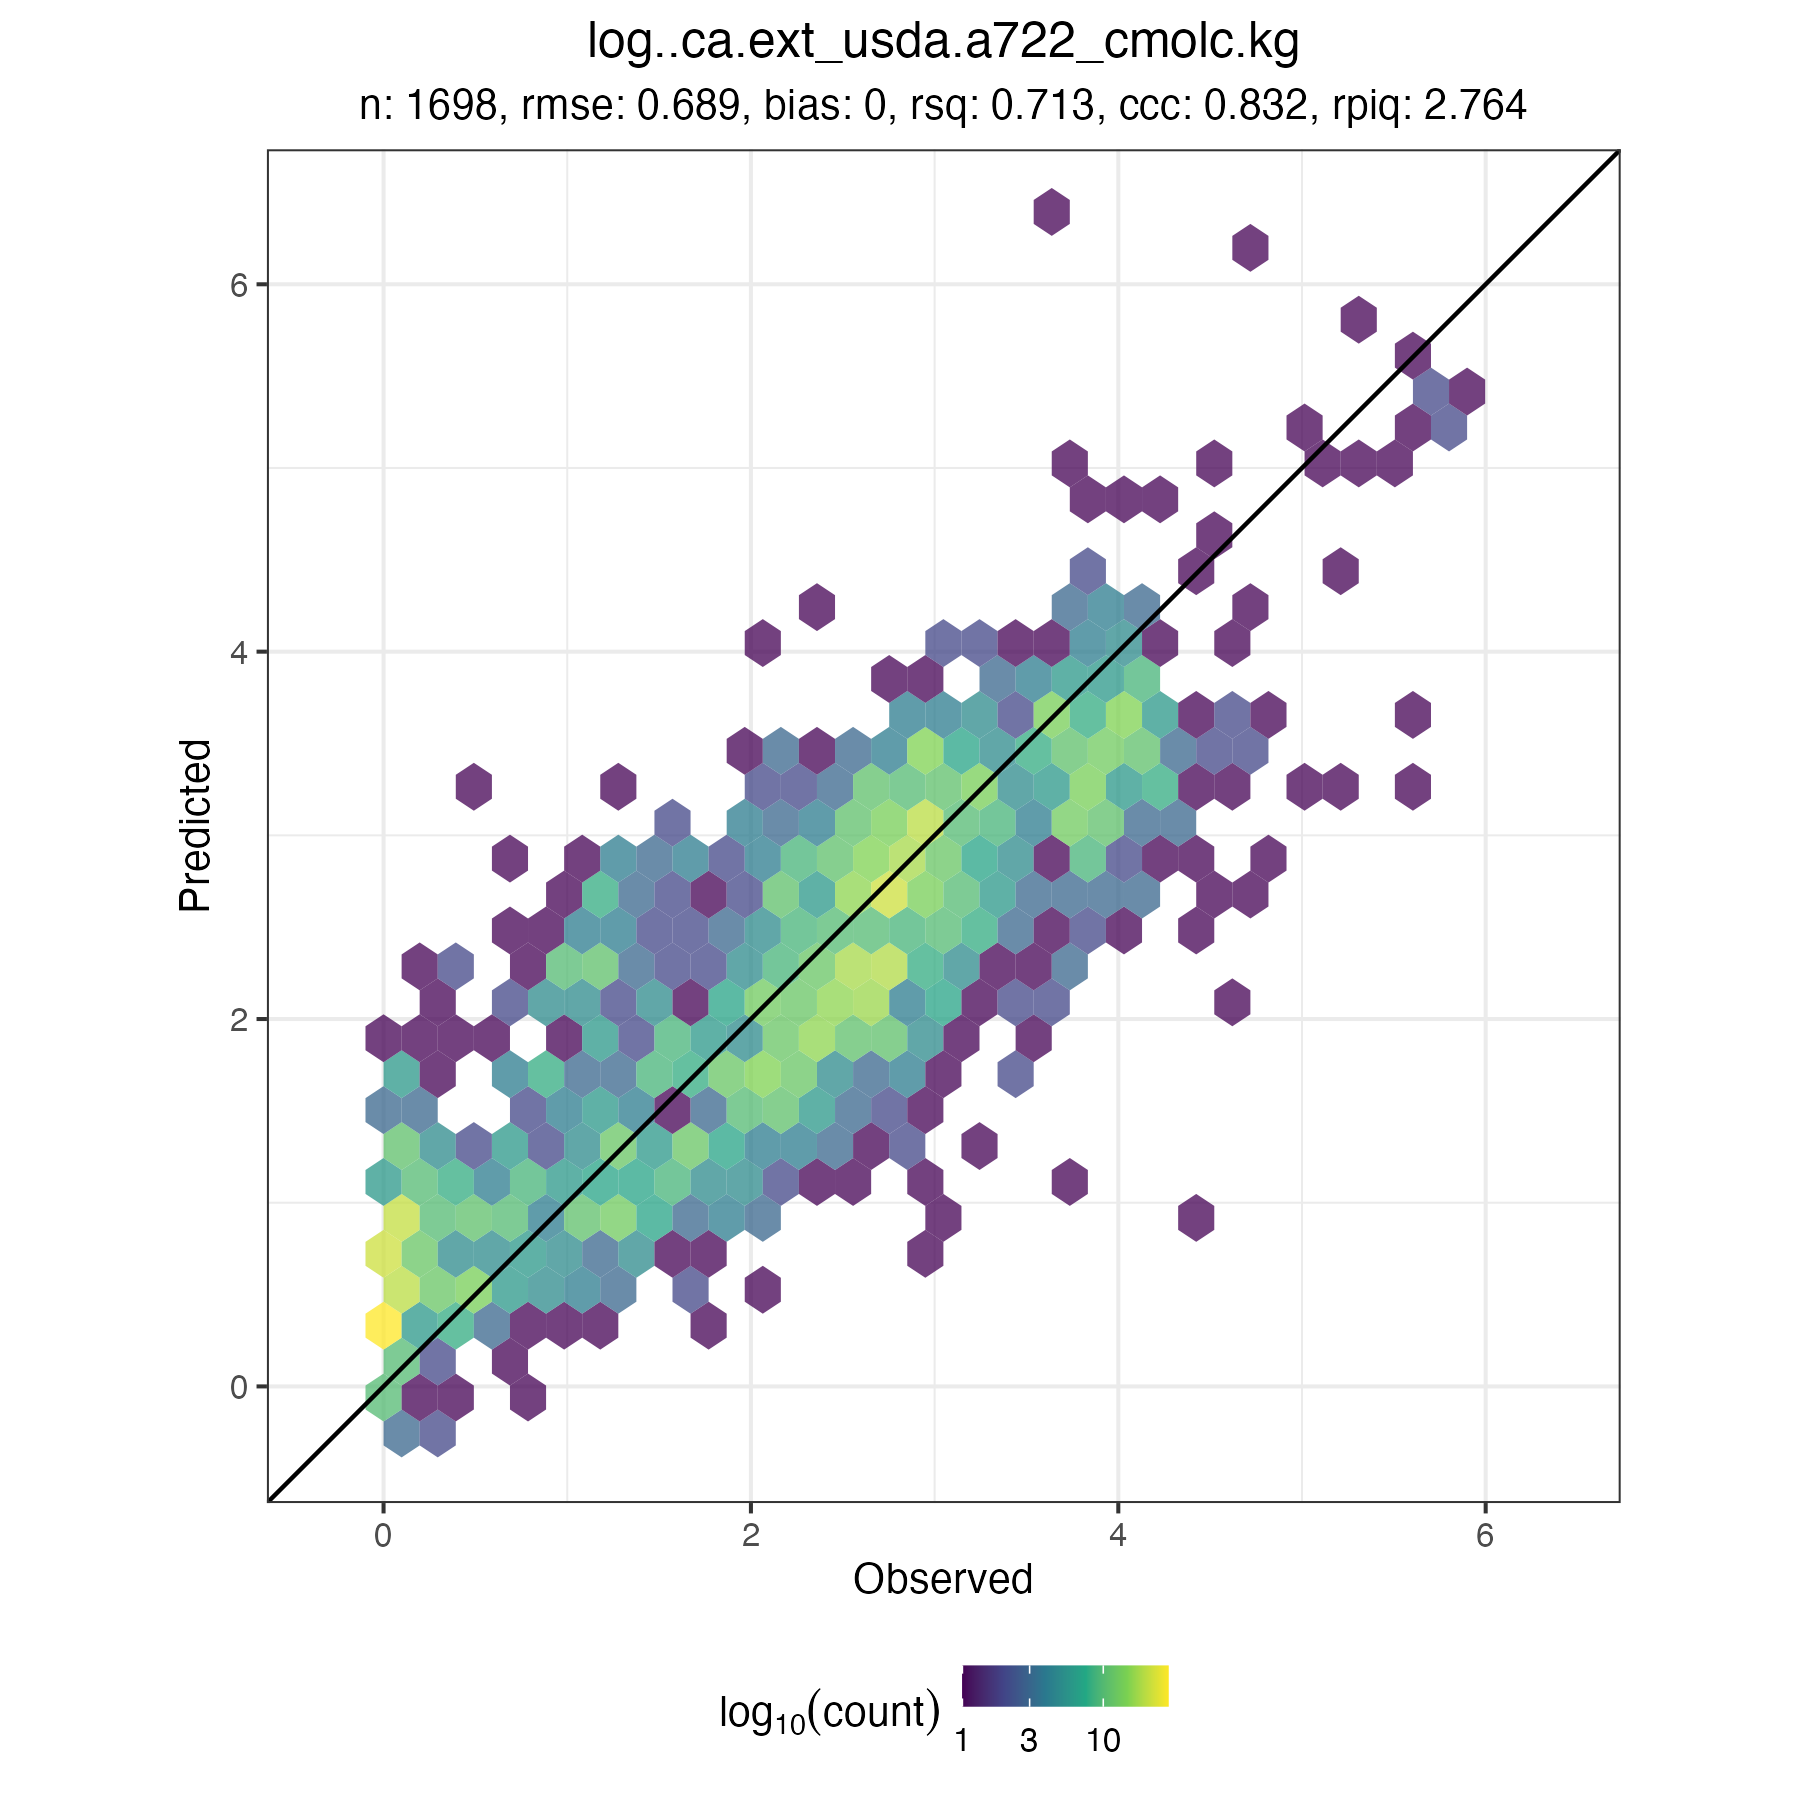 log..ca.ext_usda.a722_cmolc.kg
n: 1698, rmse: 0.689, bias: 0, rsq: 0.713, ccc: 0.832, rpiq: 2.764
6
4
2
0
Predicted
0 2 4 6
Observed
log₁₀(count)
1 3 10